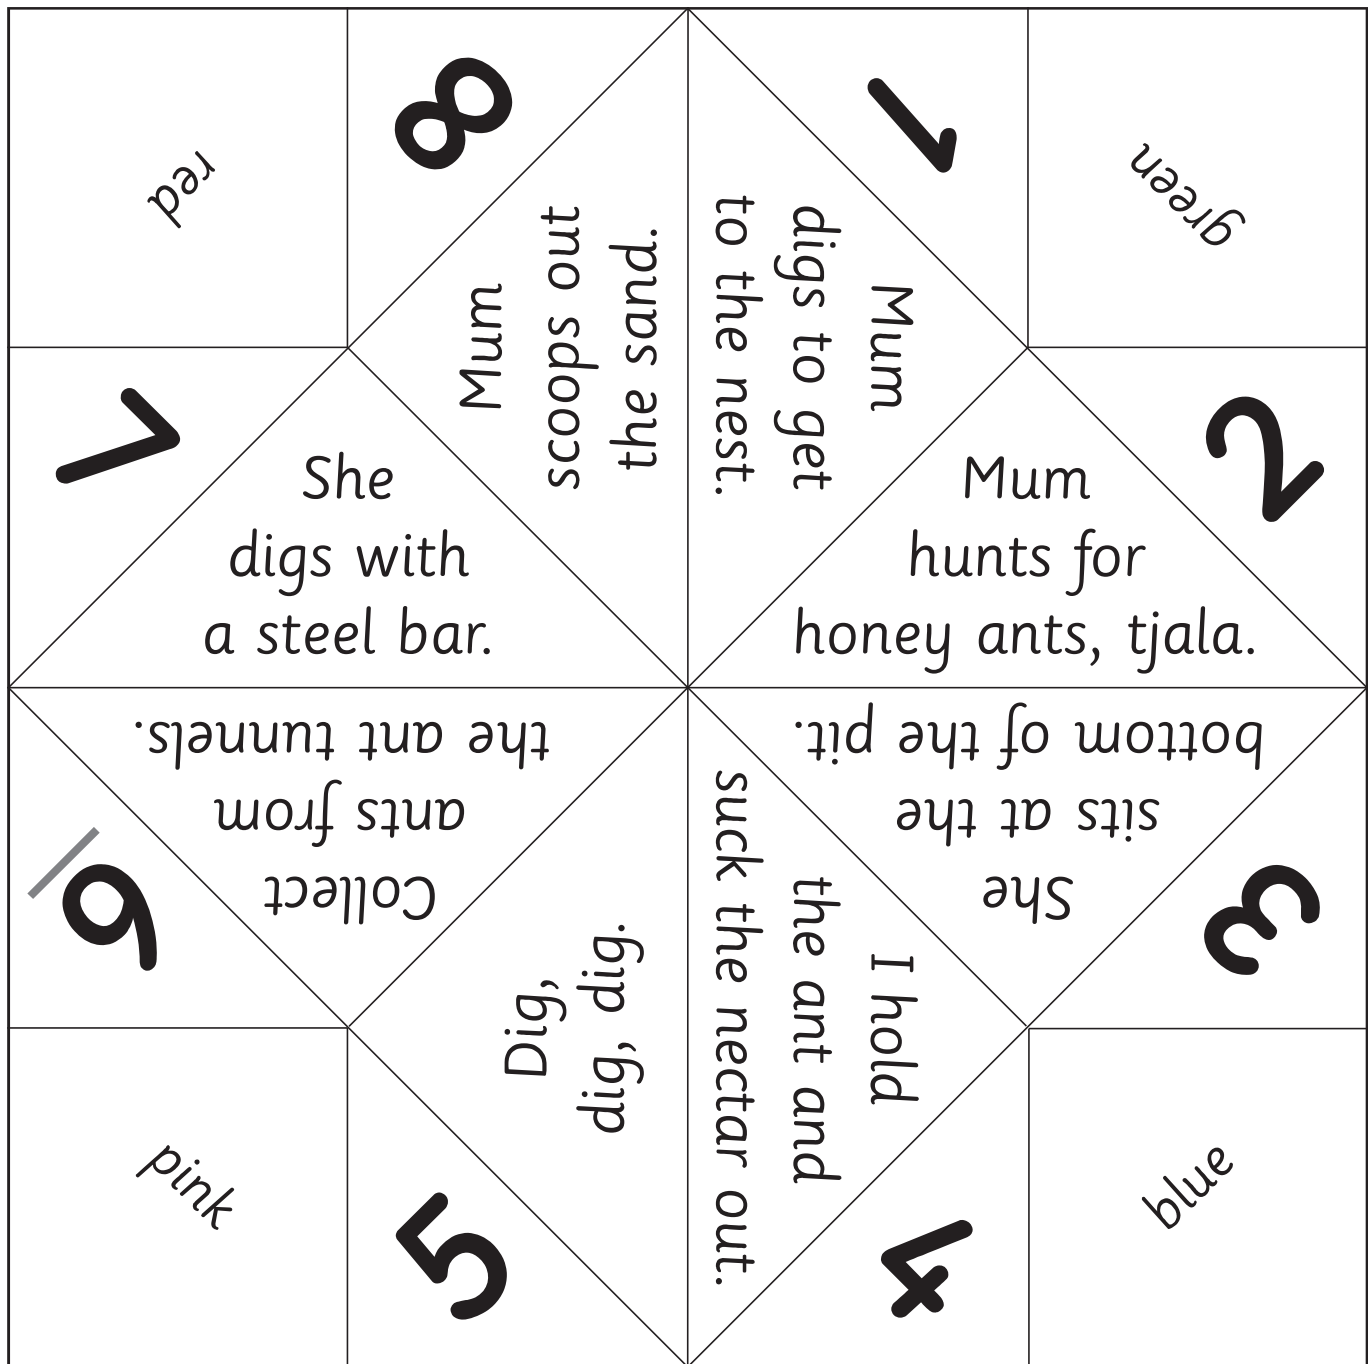 red
8
1
green
Mum
scoops out
the sand.
Mum
digs to get
to the nest.
7
She
digs with
a steel bar.
Mum
hunts for
honey ants, tjala.
2
Collect
ants from
the ant tunnels.
6
She
sits at the
bottom of the pit.
3
Dig,
dig, dig.
I hold
the ant and
suck the nectar out.
pink
5
4
blue